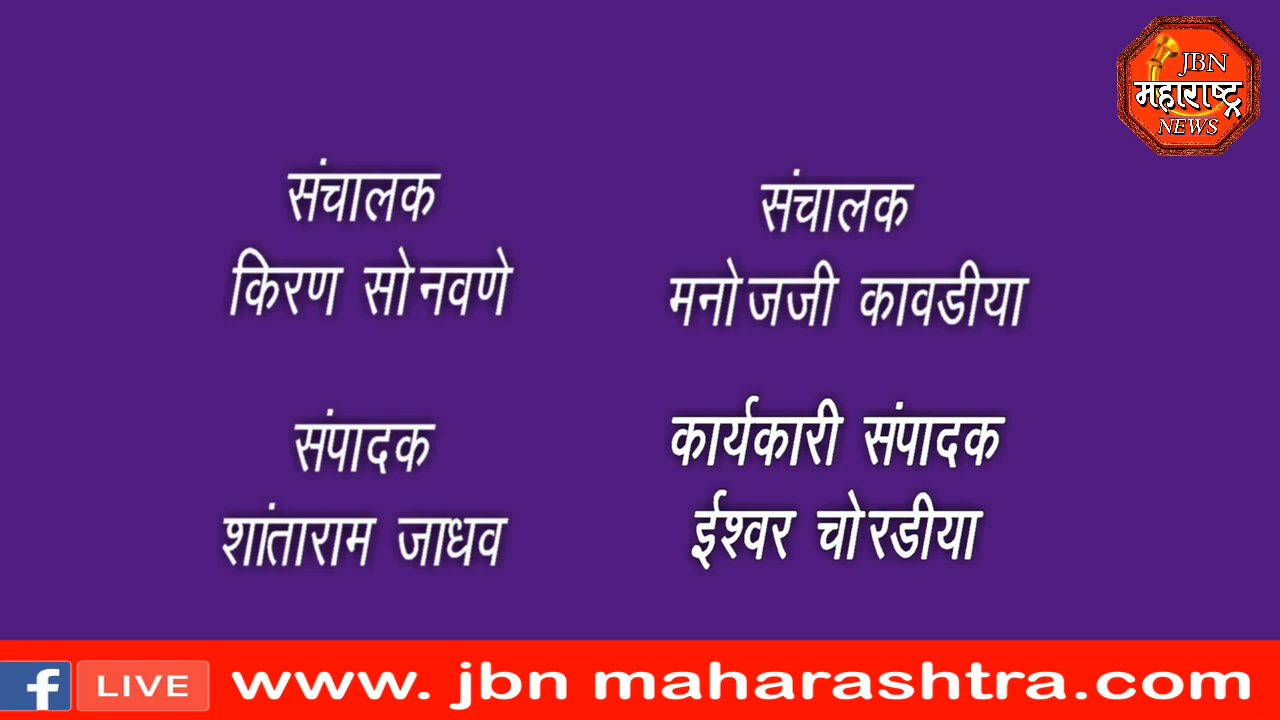 JBN
महाराष्ट्र
NEWS
संचालक
किरण सोनवणे
संचालक
मनोजजी कावडीया
संपादक
शांताराम जाधव
कार्यकारी संपादक
ईश्वर चोरडीया
f LIVE www. jbn maharashtra.com